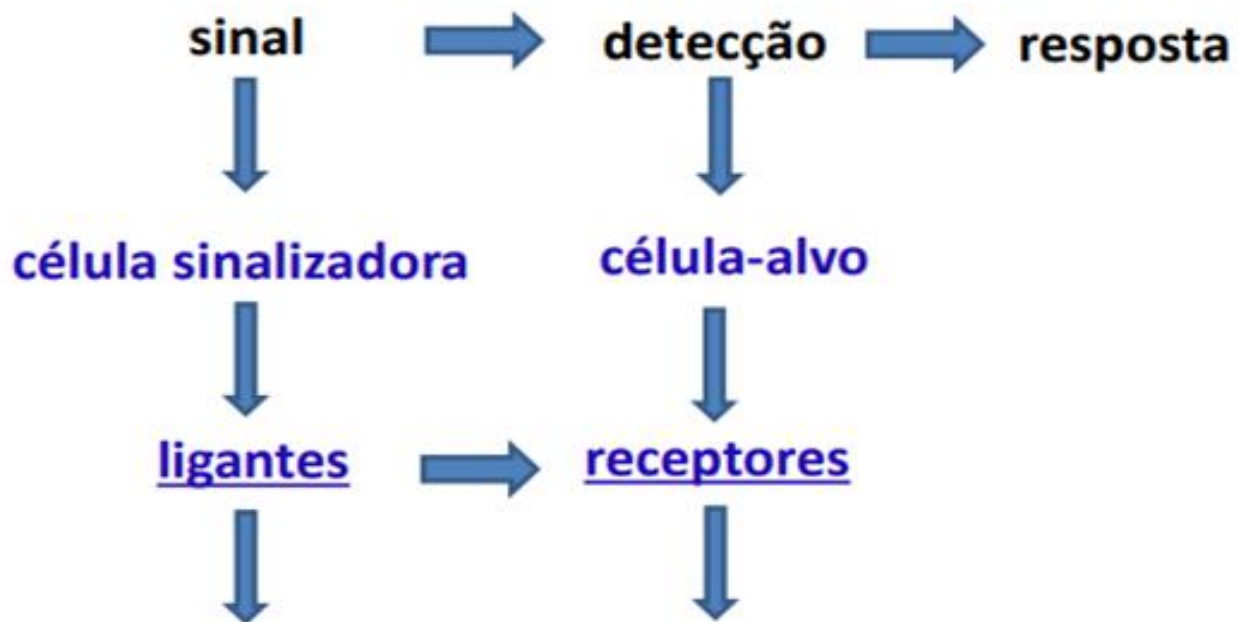 sinal detecção resposta
célula sinalizadora célula-alvo
ligantes receptores